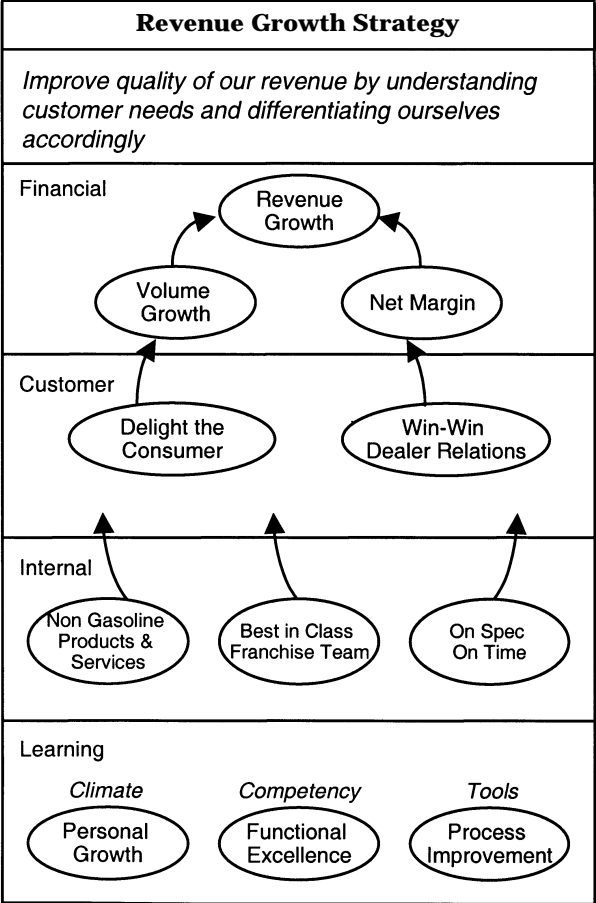 Revenue Growth Strategy
Improve quality of our revenue by understanding
customer needs and differentiating ourselves
accordingly
Financial
Revenue
Growth
Volume
Growth
Net Margin
Customer
Delight the
Consumer
Win-Win
Dealer Relations
Internal
Non Gasoline
Products &
Services
Best in Class
Franchise Team
On Spec
On Time
Learning
Climate
Competency
Tools
Personal
Growth
Functional
Excellence
Process
Improvement